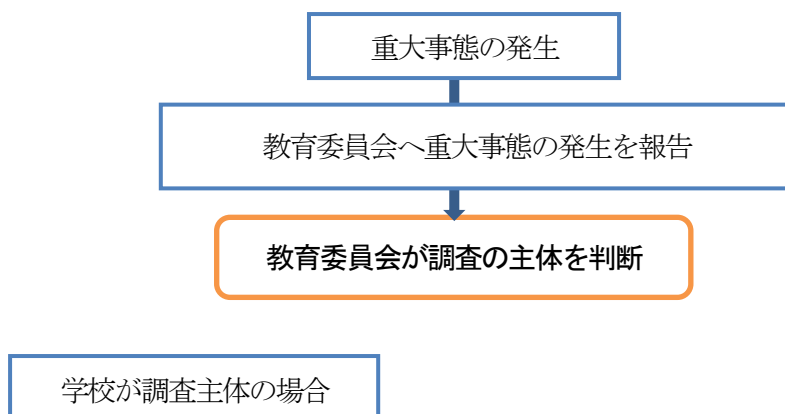 重大事態の発生
教育委員会へ重大事態の発生を報告
教育委員会が調査の主体を判断
学校が調査主体の場合